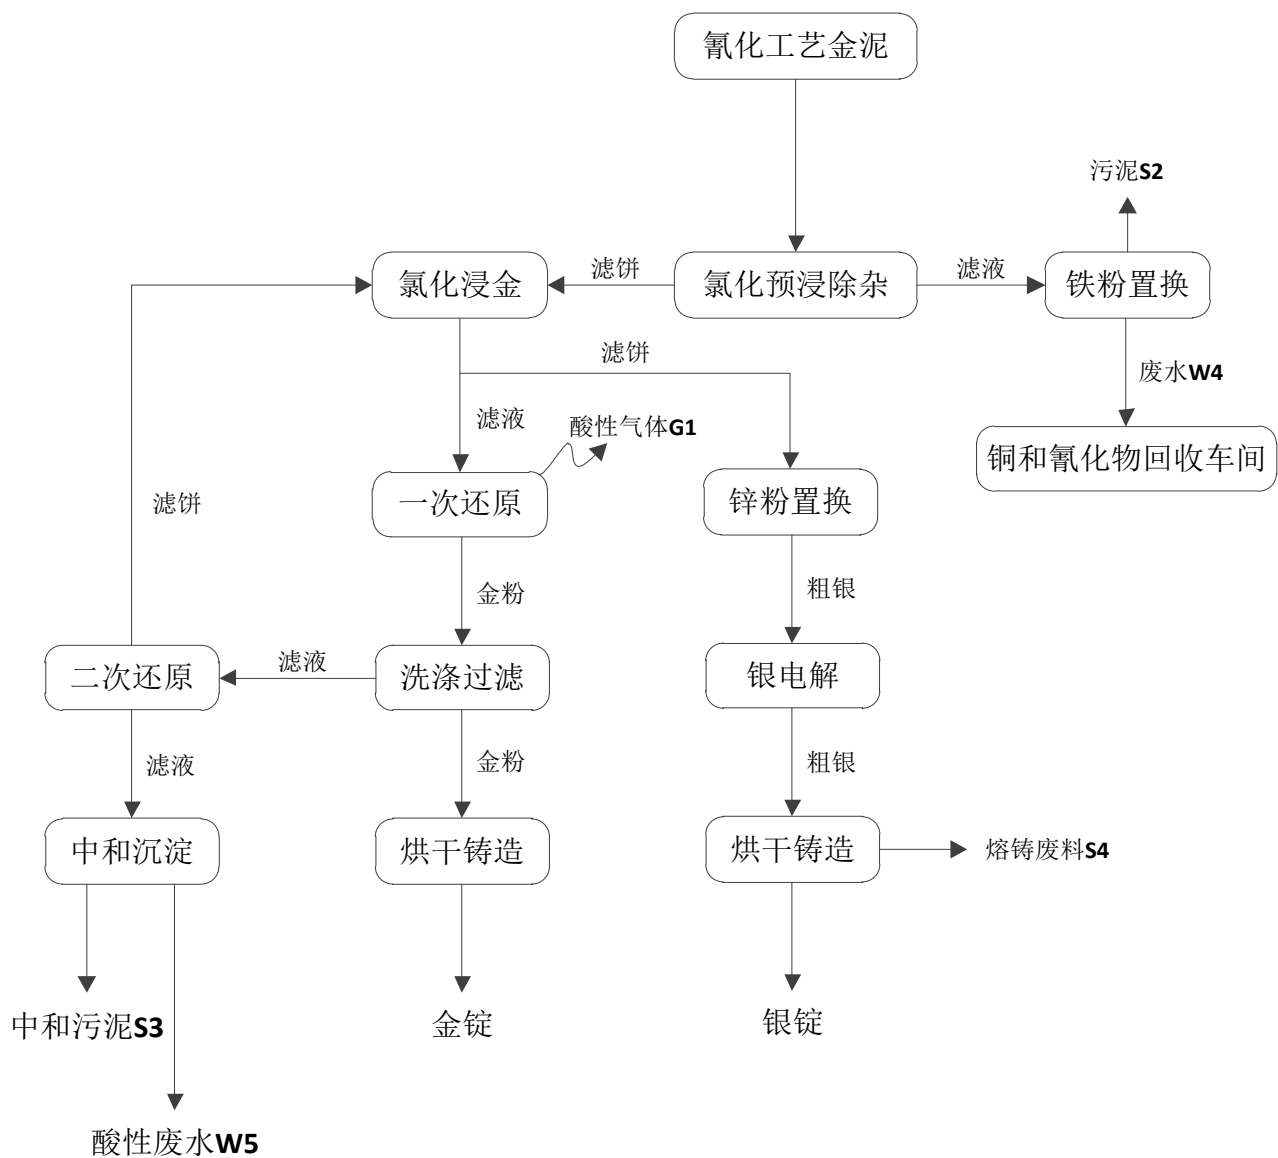 氰化工艺金泥
污泥S2
氯化浸金
滤饼
氯化预浸除杂
滤液
铁粉置换
滤饼
废水W4
滤液
酸性气体G1
铜和氰化物回收车间
滤饼
一次还原
锌粉置换
金粉
粗银
二次还原
滤液
洗涤过滤
银电解
滤液
金粉
粗银
中和沉淀
烘干铸造
烘干铸造
熔铸废料S4
中和污泥S3
金锭
银锭
酸性废水W5